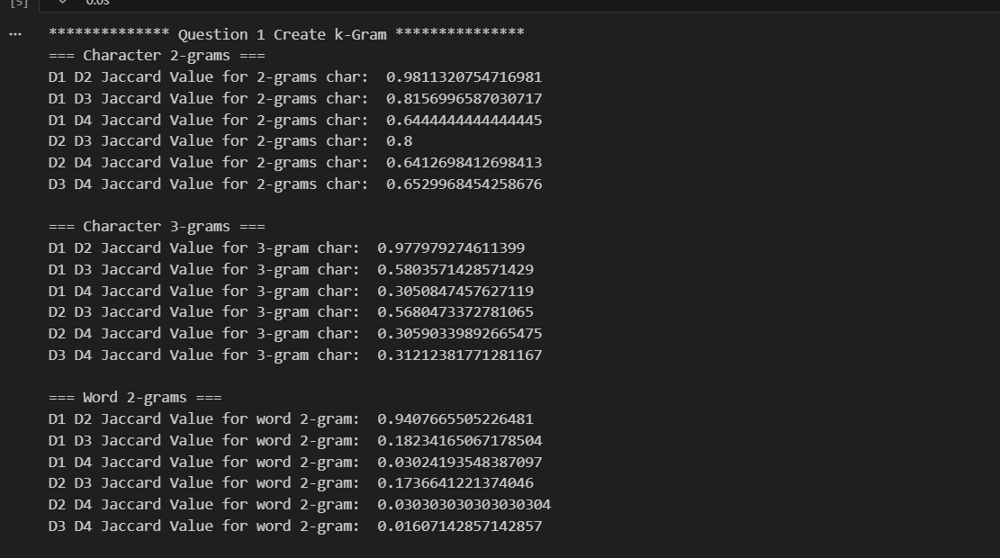 [5] 0.0s
... ************** Question 1 Create k-Gram ***************
=== Character 2-grams ===
D1 D2 Jaccard Value for 2-grams char:  0.9811320754716981
D1 D3 Jaccard Value for 2-grams char:  0.8156996587030717
D1 D4 Jaccard Value for 2-grams char:  0.6444444444444445
D2 D3 Jaccard Value for 2-grams char:  0.8
D2 D4 Jaccard Value for 2-grams char:  0.6412698412698413
D3 D4 Jaccard Value for 2-grams char:  0.6529968454258676
=== Character 3-grams ===
D1 D2 Jaccard Value for 3-gram char:  0.977979274611399
D1 D3 Jaccard Value for 3-gram char:  0.5803571428571429
D1 D4 Jaccard Value for 3-gram char:  0.3050847457627119
D2 D3 Jaccard Value for 3-gram char:  0.5680473372781065
D2 D4 Jaccard Value for 3-gram char:  0.30590339892665475
D3 D4 Jaccard Value for 3-gram char:  0.31212381771281167
=== Word 2-grams ===
D1 D2 Jaccard Value for word 2-gram:  0.9407665505226481
D1 D3 Jaccard Value for word 2-gram:  0.18234165067178504
D1 D4 Jaccard Value for word 2-gram:  0.03024193548387097
D2 D3 Jaccard Value for word 2-gram:  0.1736641221374046
D2 D4 Jaccard Value for word 2-gram:  0.030303030303030304
D3 D4 Jaccard Value for word 2-gram:  0.01607142857142857